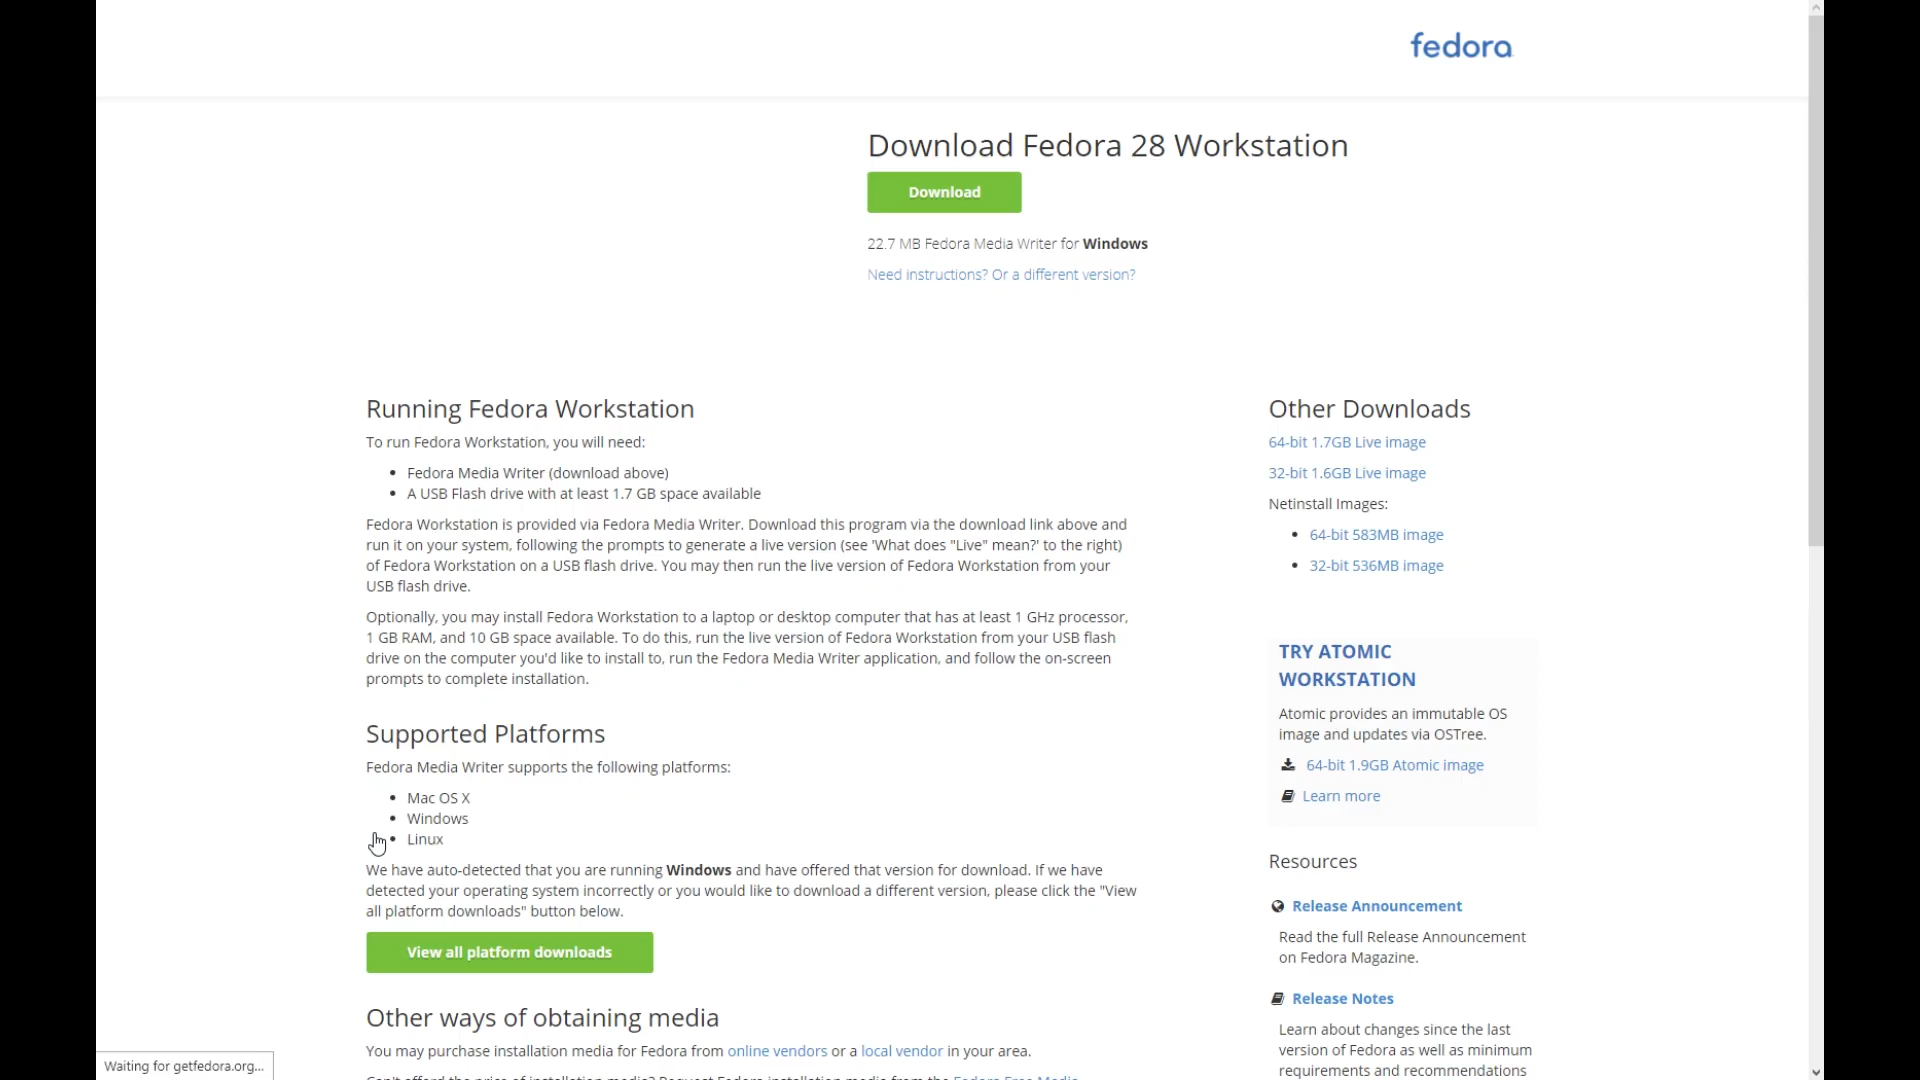 fedora
Download Fedora 28 Workstation
Download
22.7 MB Fedora Media Writer for Windows
Need instructions? Or a different version?
Running Fedora Workstation
To run Fedora Workstation, you will need:
Fedora Media Writer (download above)
A USB Flash drive with at least 1.7 GB space available
Fedora Workstation is provided via Fedora Media Writer. Download this program via the download link above and
run it on your system, following the prompts to generate a live version (see 'What does "Live" mean?' to the right)
of Fedora Workstation on a USB flash drive. You may then run the live version of Fedora Workstation from your
USB flash drive.
Optionally, you may install Fedora Workstation to a laptop or desktop computer that has at least 1 GHz processor,
1 GB RAM, and 10 GB space available. To do this, run the live version of Fedora Workstation from your USB flash
drive on the computer you'd like to install to, run the Fedora Media Writer application, and follow the on-screen
prompts to complete installation.
Supported Platforms
Fedora Media Writer supports the following platforms:
Mac OS X
Windows
Linux
We have auto-detected that you are running Windows and have offered that version for download. If we have
detected your operating system incorrectly or you would like to download a different version, please click the "View
all platform downloads" button below.
View all platform downloads
Other ways of obtaining media
You may purchase installation media for Fedora from online vendors or a local vendor in your area.
Can't afford the price of installation media? Request Fedora installation media from the Fedora Free Media
Other Downloads
64-bit 1.7GB Live image
32-bit 1.6GB Live image
Netinstall Images:
64-bit 583MB image
32-bit 536MB image
TRY ATOMIC
WORKSTATION
Atomic provides an immutable OS
image and updates via OSTree.
64-bit 1.9GB Atomic image
Learn more
Resources
Release Announcement
Read the full Release Announcement
on Fedora Magazine.
Release Notes
Learn about changes since the last
version of Fedora as well as minimum
requirements and recommendations
Waiting for getfedora.org...